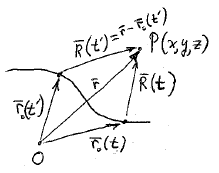 R̄(t′)=r̄-r̄₀(t′)
P(x,y,z)
r̄₀(t′)
r̄
R̄(t)
r̄₀(t)
O